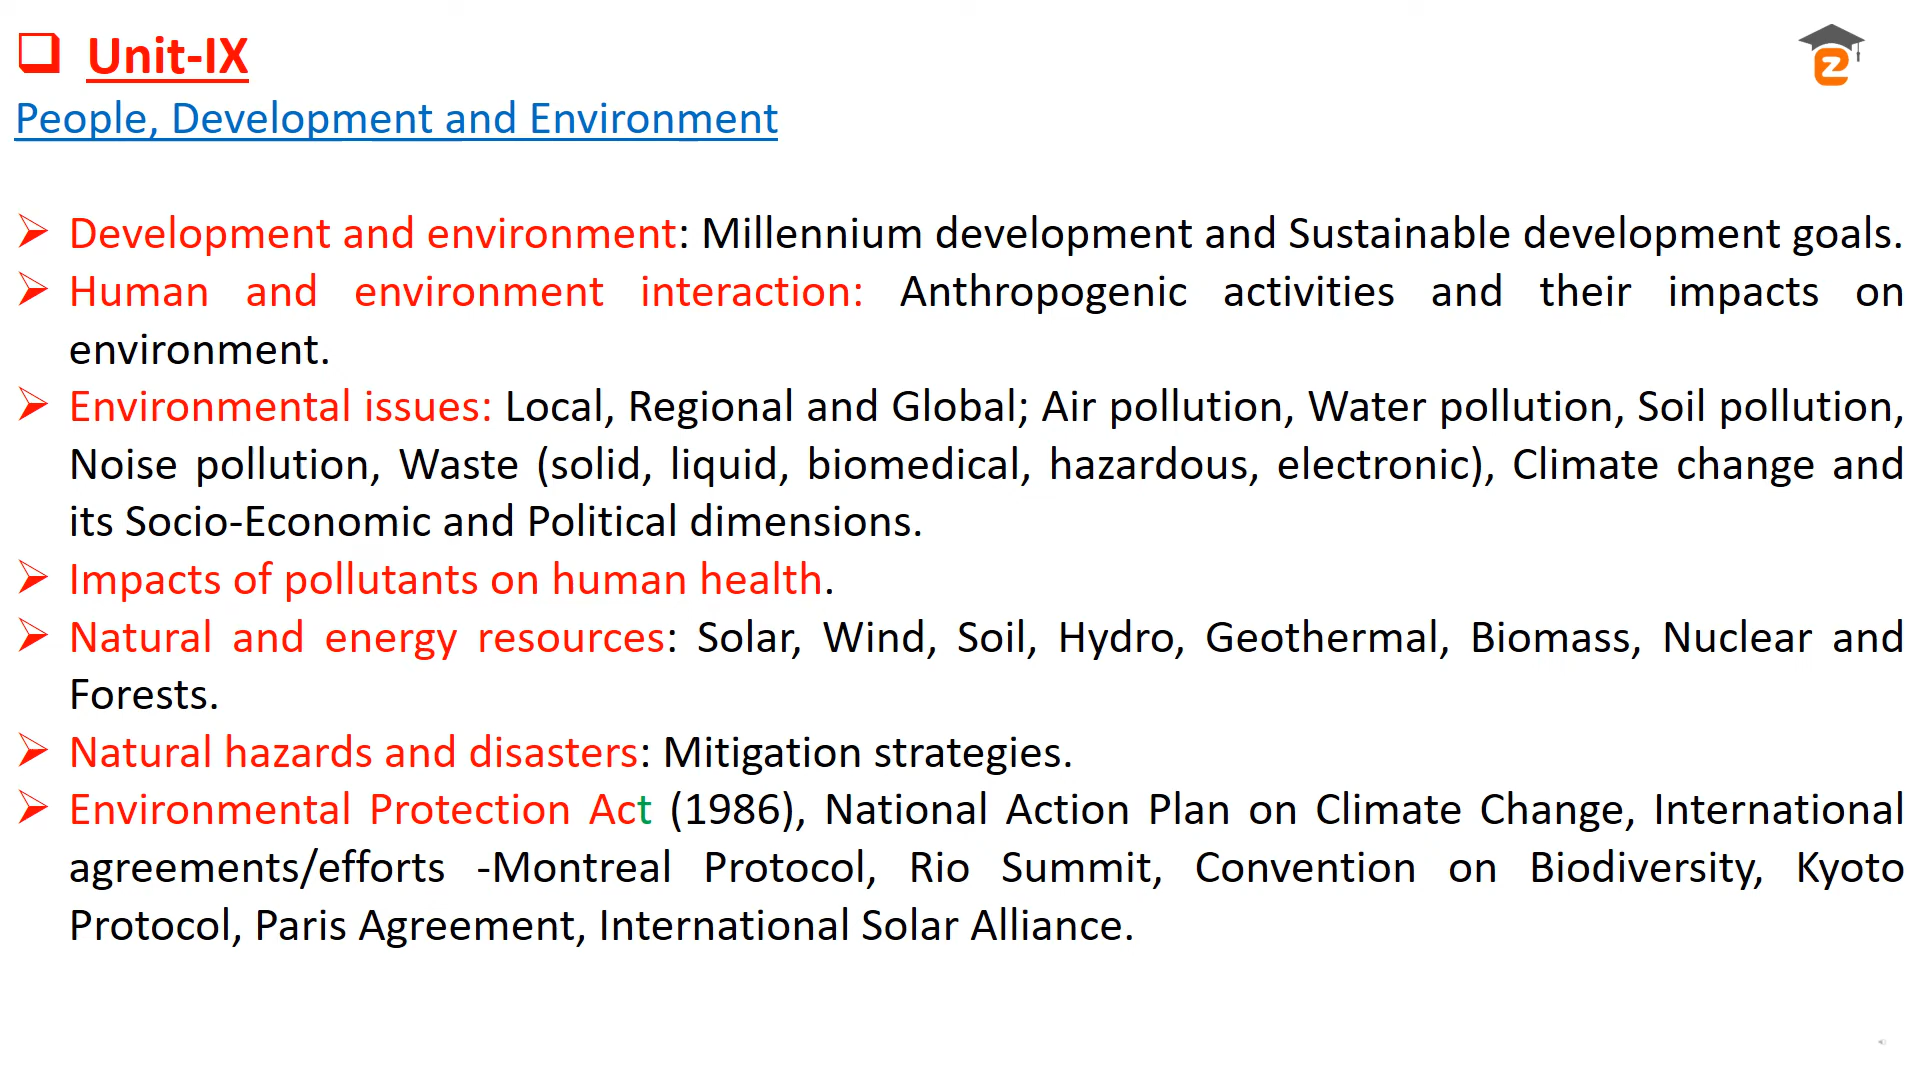 Unit-IX
People, Development and Environment
Development and environment: Millennium development and Sustainable development goals.
Human and environment interaction: Anthropogenic activities and their impacts on
environment.
Environmental issues: Local, Regional and Global; Air pollution, Water pollution, Soil pollution,
Noise pollution, Waste (solid, liquid, biomedical, hazardous, electronic), Climate change and
its Socio-Economic and Political dimensions.
Impacts of pollutants on human health.
Natural and energy resources: Solar, Wind, Soil, Hydro, Geothermal, Biomass, Nuclear and
Forests.
Natural hazards and disasters: Mitigation strategies.
Environmental Protection Act (1986), National Action Plan on Climate Change, International
agreements/efforts -Montreal Protocol, Rio Summit, Convention on Biodiversity, Kyoto
Protocol, Paris Agreement, International Solar Alliance.